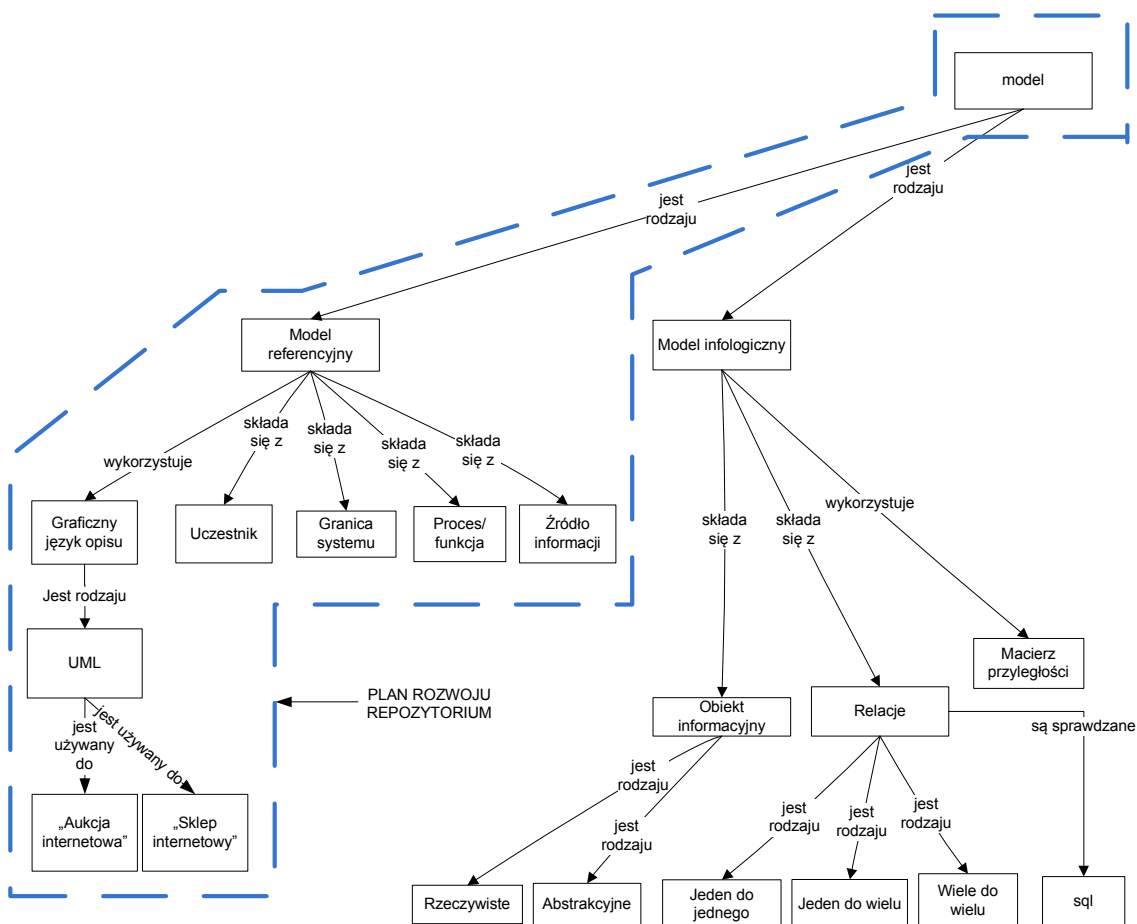 model
jest
rodzaju
jest
rodzaju
Model
referencyjny
Model infologiczny
wykorzystuje
składa
się z
składa
się z
składa
się z
składa
się z
Graficzny
język opisu
Uczestnik
Granica
systemu
Proces/
funkcja
Źródło
informacji
składa
się z
składa
się z
wykorzystuje
Jest rodzaju
UML
Macierz
przyległości
PLAN ROZWOJU
REPOZYTORIUM
Obiekt
informacyjny
Relacje
są sprawdzane
jest
używany
do
jest używany do
„Aukcja
internetowa”
„Sklep
internetowy”
jest
rodzaju
jest
rodzaju
jest
rodzaju
jest
rodzaju
jest
rodzaju
Rzeczywiste
Abstrakcyjne
Jeden do
jednego
Jeden do wielu
Wiele do
wielu
sql